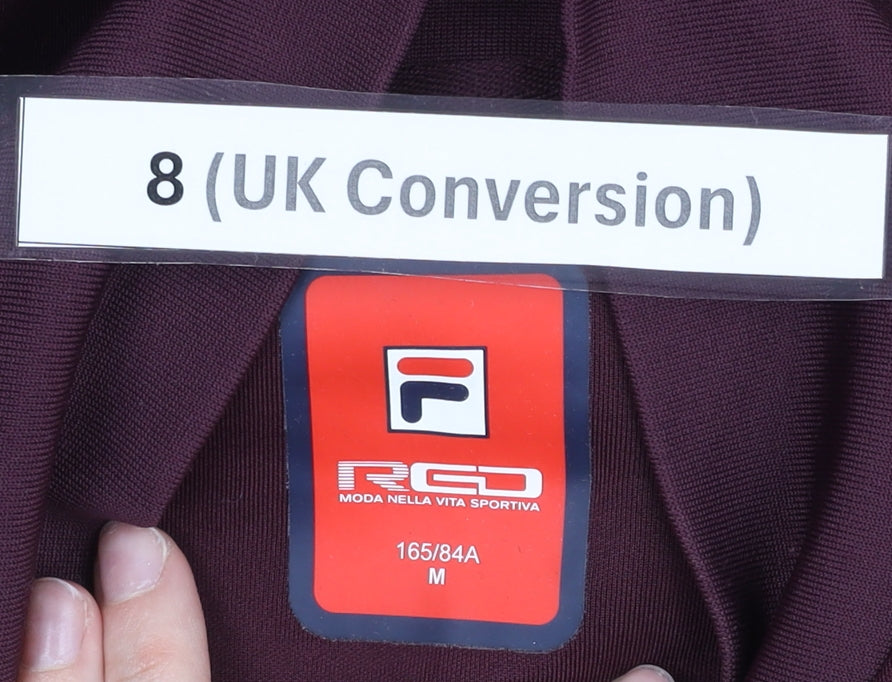 8 (UK Conversion)
F
RED
MODA NELLA VITA SPORTIVA
165/84A
M